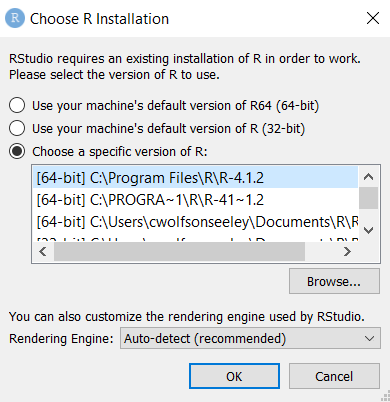 R Choose R Installation
RStudio requires an existing installation of R in order to work.
Please select the version of R to use.
Use your machine's default version of R64 (64-bit)
Use your machine's default version of R (32-bit)
Choose a specific version of R:
[64-bit] C:\Program Files\R\R-4.1.2
[64-bit] C:\PROGRA~1\R\R-41~1.2
[64-bit] C:\Users\cwolfsonseeley\Documents\R\R
Browse...
You can also customize the rendering engine used by RStudio.
Rendering Engine: Auto-detect (recommended)
OK Cancel